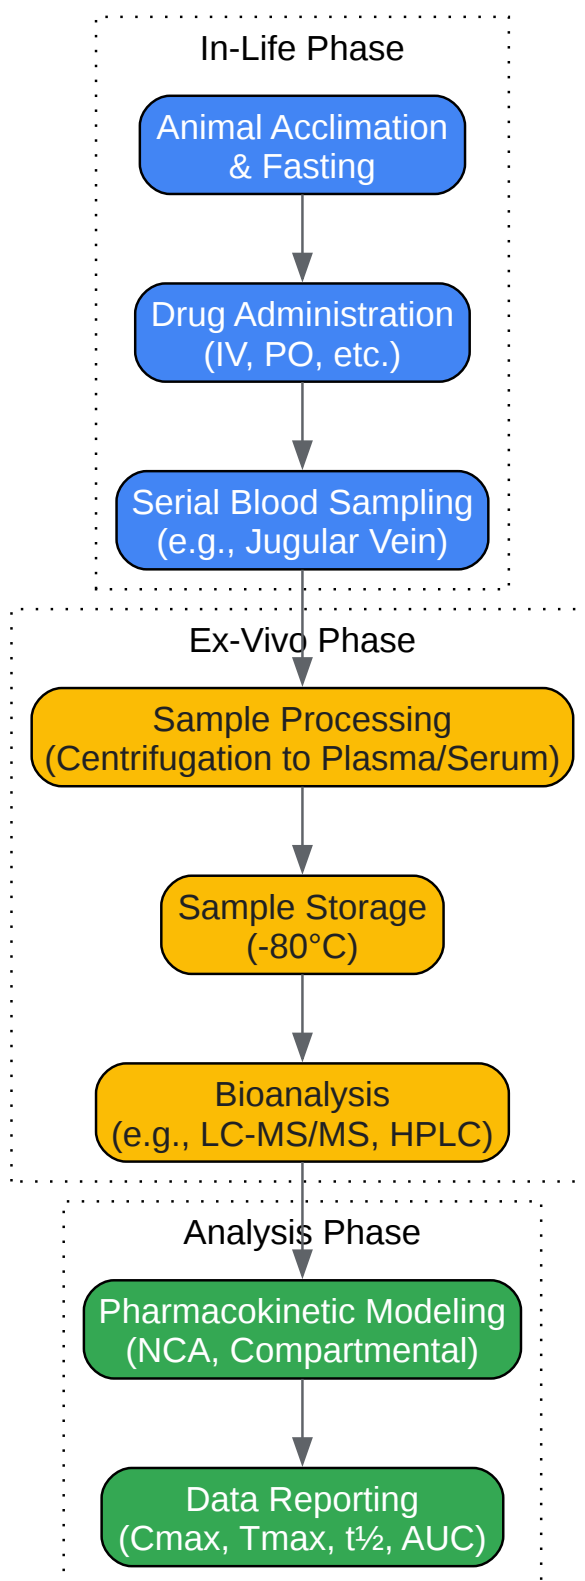 In-Life Phase
Animal Acclimation
& Fasting
Drug Administration
(IV, PO, etc.)
Serial Blood Sampling
(e.g., Jugular Vein)
Ex-Vivo Phase
Sample Processing
(Centrifugation to Plasma/Serum)
Sample Storage
(-80°C)
Bioanalysis
(e.g., LC-MS/MS, HPLC)
Analysis Phase
Pharmacokinetic Modeling
(NCA, Compartmental)
Data Reporting
(Cmax, Tmax, t½, AUC)